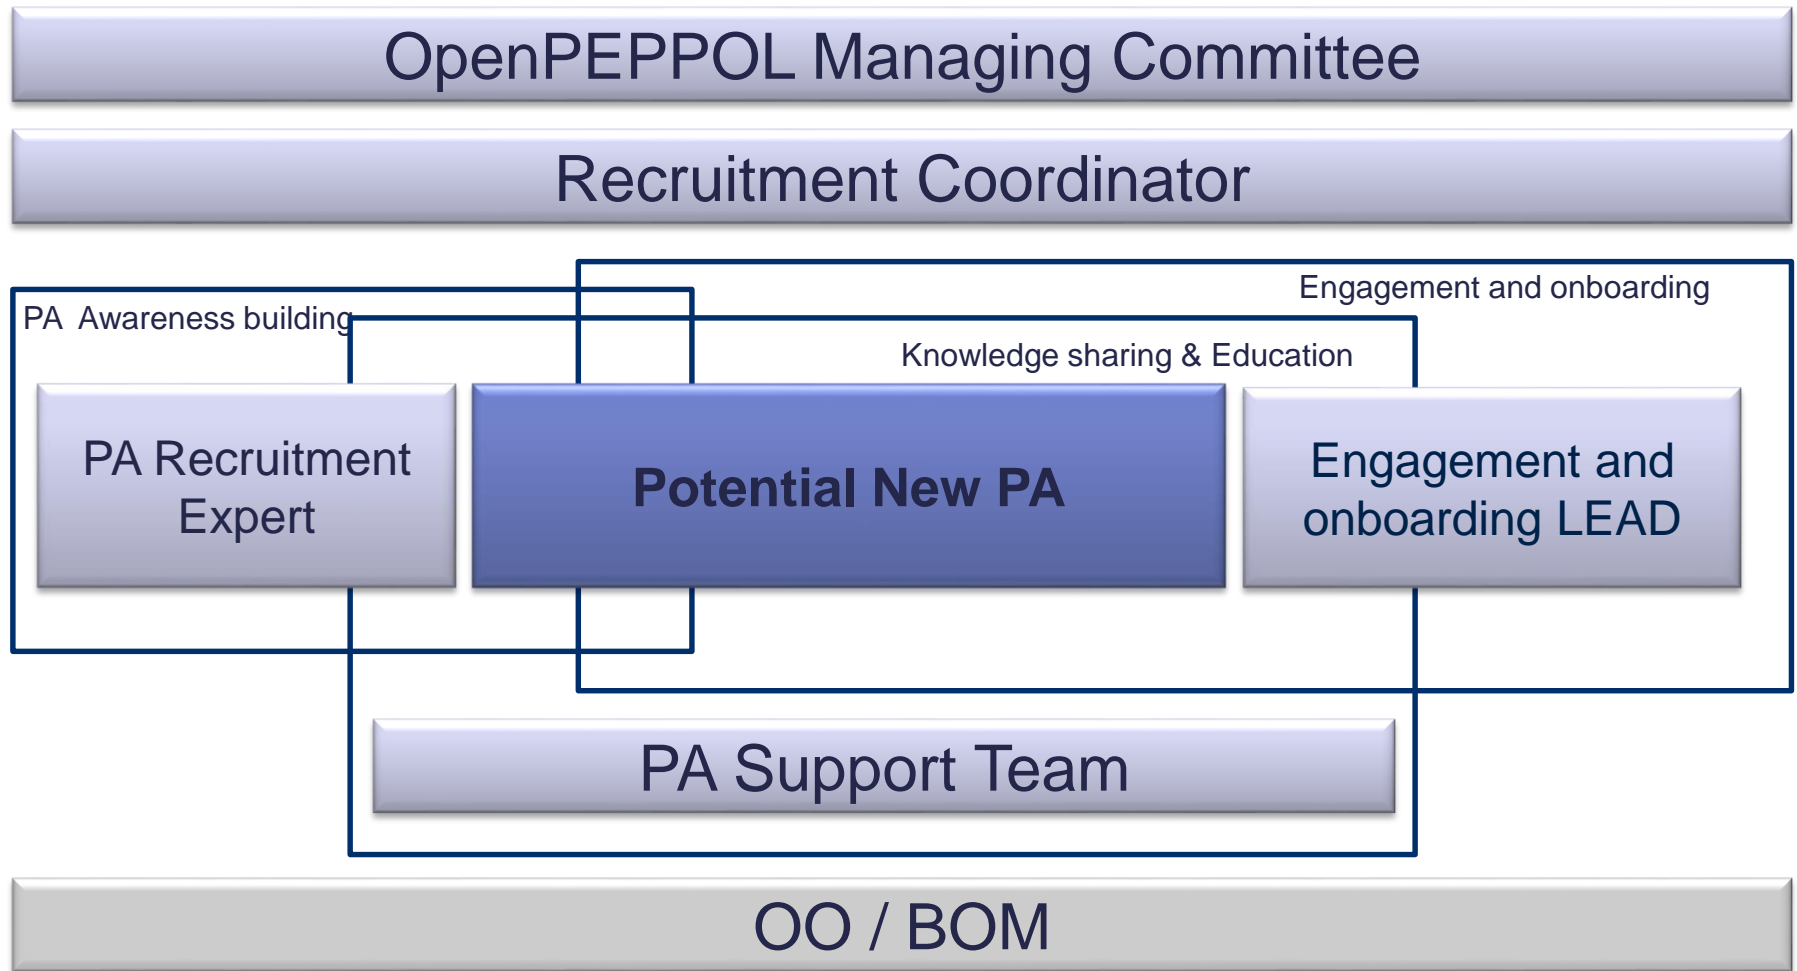 OpenPEPPOL Managing Committee
Recruitment Coordinator
Engagement and onboarding
PA Awareness building
Knowledge sharing & Education
PA Recruitment
Expert
Potential New PA
Engagement and
onboarding LEAD
PA Support Team
OO / BOM